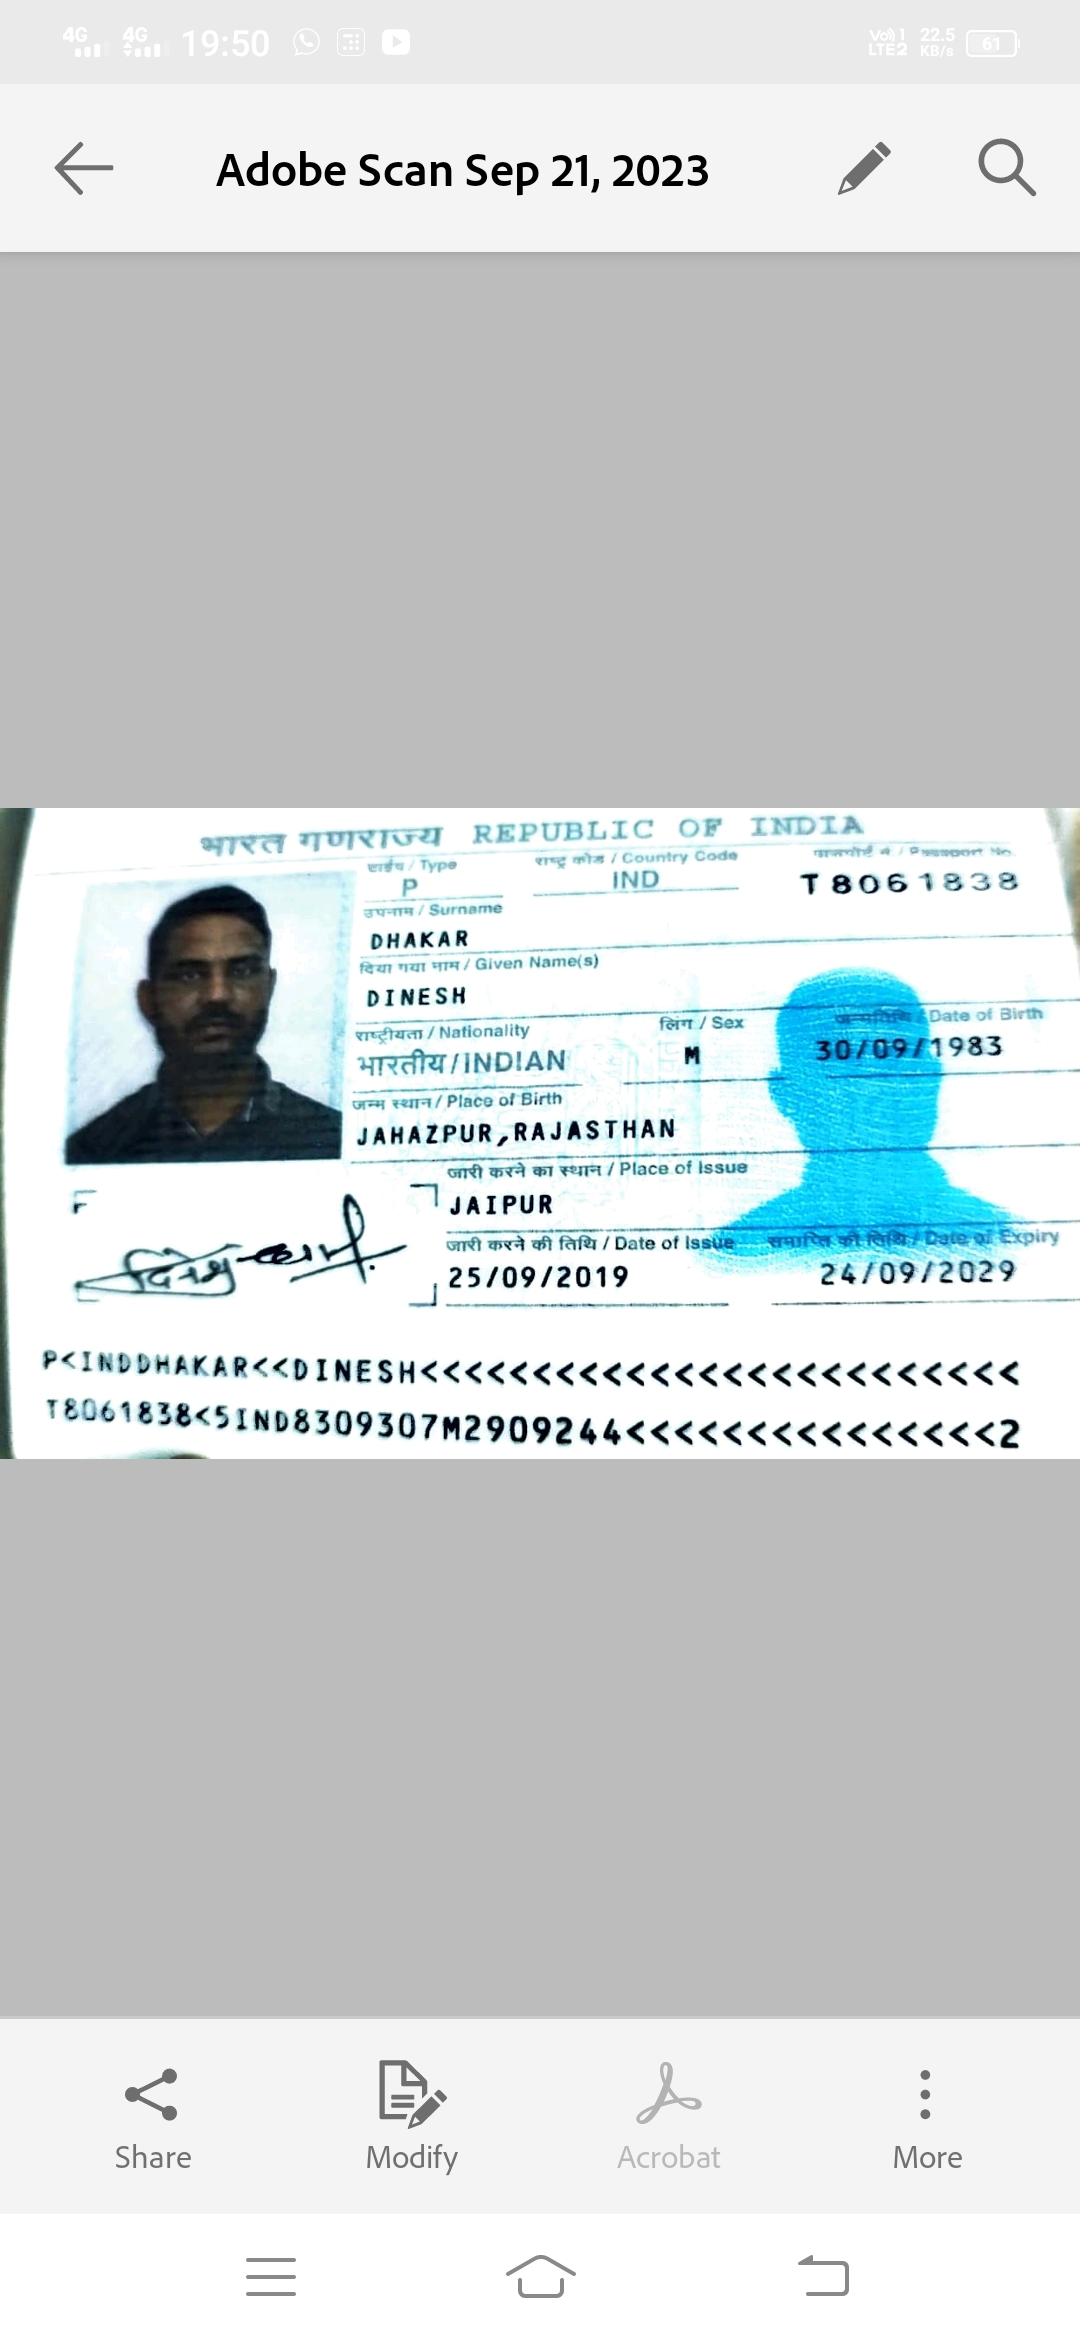 4G 4G 19:50 Vo)) 1 LTE2 22.5 KB/s 61
Adobe Scan Sep 21, 2023
भारत गणराज्य REPUBLIC OF INDIA
टाईप / Type राष्ट्र कोड / Country Code पासपोर्ट नं / Passport No.
P IND T8061838
उपनाम / Surname
DHAKAR
दिया गया नाम / Given Name(s)
DINESH
राष्ट्रीयता / Nationality लिंग / Sex जन्मतिथि / Date of Birth
भारतीय / INDIAN M 30/09/1983
जन्म स्थान / Place of Birth
JAHAZPUR,RAJASTHAN
जारी करने का स्थान / Place of Issue
JAIPUR
जारी करने की तिथि / Date of Issue समाप्ति की तिथि / Date of Expiry
25/09/2019 24/09/2029
P<INDDHAKAR<<DINESH<<<<<<<<<<<<<<<<<<<<<<<<<
T8061838<5IND8309307M2909244<<<<<<<<<<<<<<<2
Share Modify Acrobat More